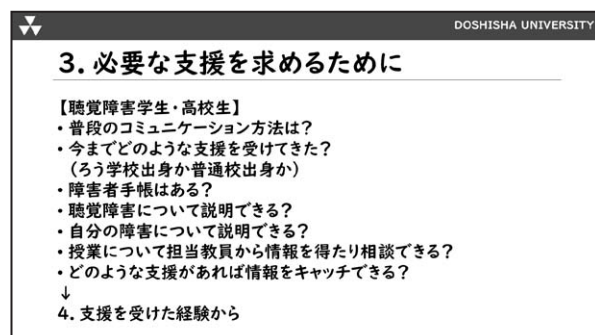 DOSHISHA UNIVERSITY
3. 必要な支援を求めるために
【聴覚障害学生・高校生】
・普段のコミュニケーション方法は？
・今までどのような支援を受けてきた？
（ろう学校出身か普通校出身か）
・障害者手帳はある？
・聴覚障害について説明できる？
・自分の障害について説明できる？
・授業について担当教員から情報を得たり相談できる？
・どのような支援があれば情報をキャッチできる？
↓
4. 支援を受けた経験から